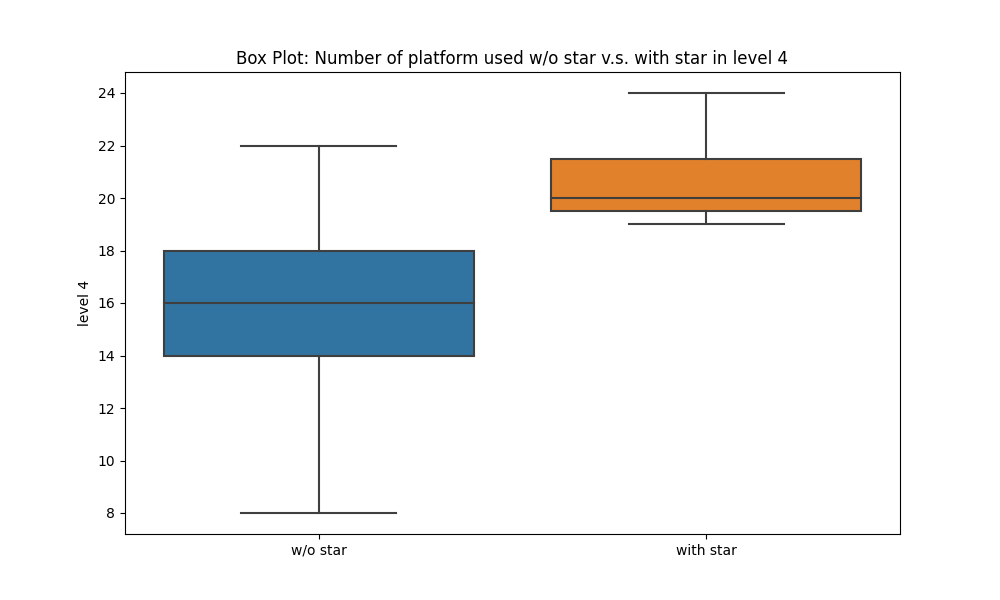 Box Plot: Number of platform used w/o star v.s. with star in level 4
24
22
20
18
16
14
12
10
8
level 4
w/o star
with star